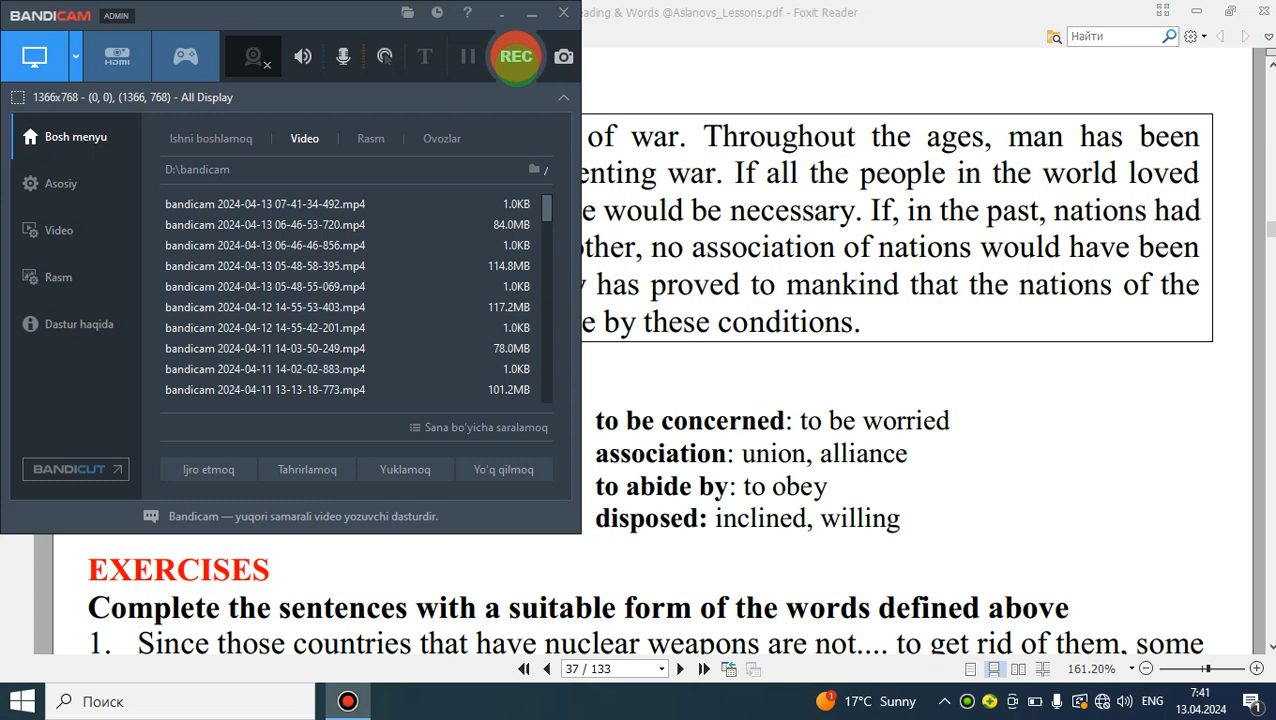 BANDICAM ADMIN
REC
1366x768 - (0, 0), (1366, 768) - All Display
Bosh menyu
Asosiy
Video
Rasm
Dastur haqida
BANDICUT
Ishni boshlamoq Video Rasm Ovozlar
D:\bandicam /
bandicam 2024-04-13 07-41-34-492.mp4 1.0KB
bandicam 2024-04-13 06-46-53-720.mp4 84.0MB
bandicam 2024-04-13 06-46-46-856.mp4 1.0KB
bandicam 2024-04-13 05-48-58-395.mp4 114.8MB
bandicam 2024-04-13 05-48-55-069.mp4 1.0KB
bandicam 2024-04-12 14-55-53-403.mp4 117.2MB
bandicam 2024-04-12 14-55-42-201.mp4 1.0KB
bandicam 2024-04-11 14-03-50-249.mp4 78.0MB
bandicam 2024-04-11 14-02-02-883.mp4 1.0KB
bandicam 2024-04-11 13-13-18-773.mp4 101.2MB
Sana bo'yicha saralamoq
Ijro etmoq Tahrirlamoq Yuklamoq Yo'q qilmoq
Bandicam — yuqori samarali video yozuvchi dasturdir.
eading & Words @Aslanovs_Lessons.pdf - Foxit Reader
Найти
of war. Throughout the ages, man has been
enting war. If all the people in the world loved
e would be necessary. If, in the past, nations had
other, no association of nations would have been
y has proved to mankind that the nations of the
e by these conditions.
to be concerned: to be worried
association: union, alliance
to abide by: to obey
disposed: inclined, willing
EXERCISES
Complete the sentences with a suitable form of the words defined above
1. Since those countries that have nuclear weapons are not.... to get rid of them, some
37 / 133
161.20%
Поиск
17°C Sunny
ENG
7:41
13.04.2024